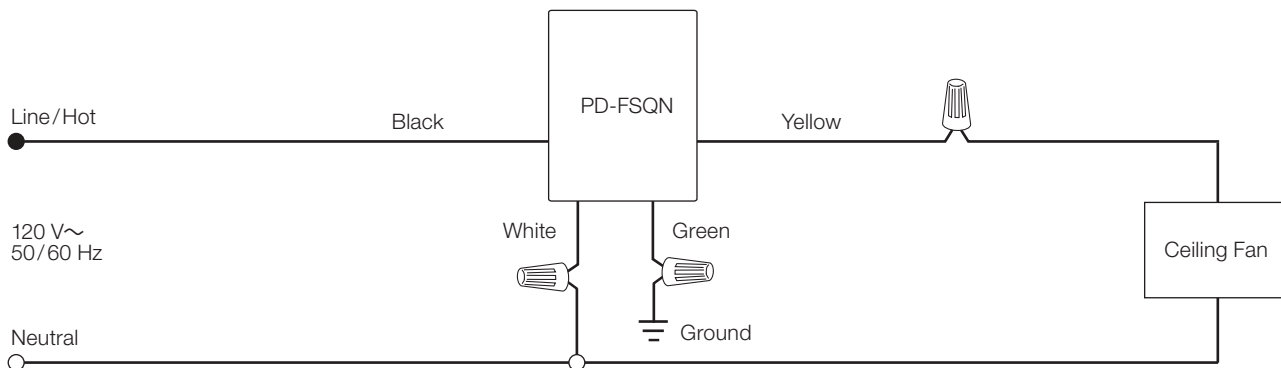 PD-FSQN
Line/Hot
Black
Yellow
White
Green
120 V~
50/60 Hz
Ceiling Fan
Ground
Neutral